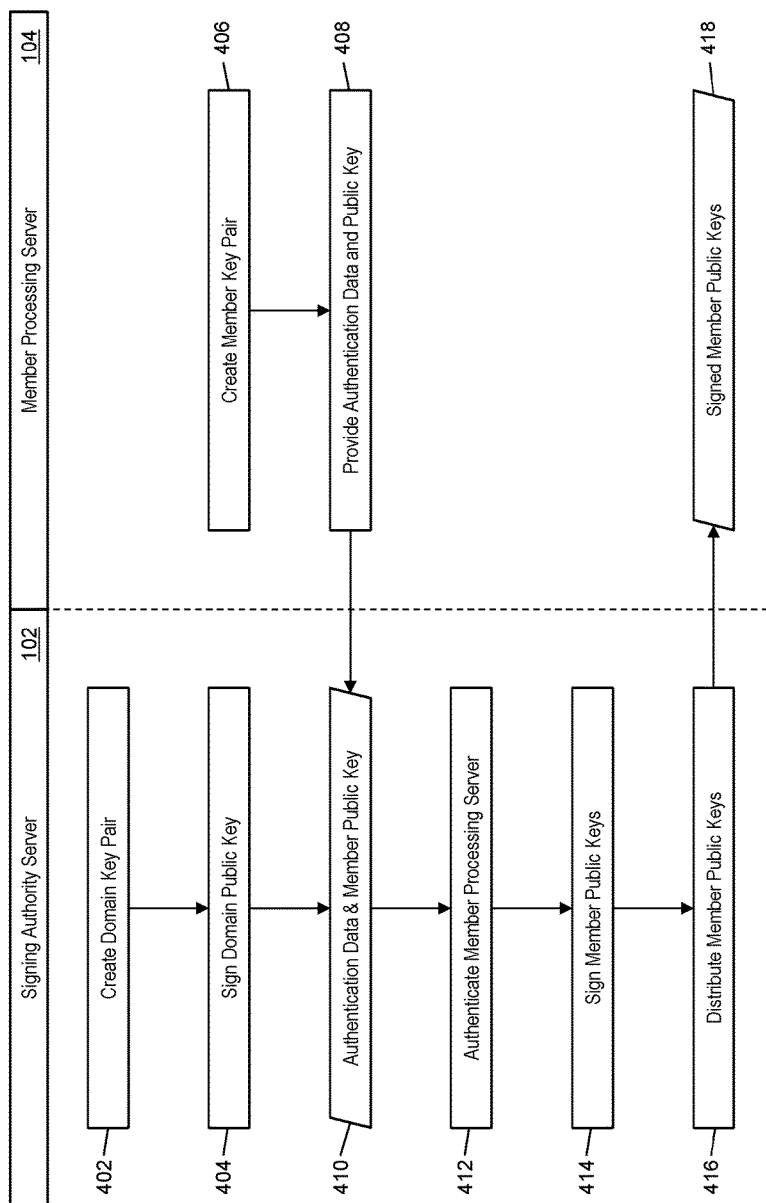 Signing Authority Server 102
Member Processing Server 104
402 Create Domain Key Pair
404 Sign Domain Public Key
Create Member Key Pair 406
Provide Authentication Data and Public Key 408
410 Authentication Data & Member Public Key
412 Authenticate Member Processing Server
414 Sign Member Public Keys
416 Distribute Member Public Keys
Signed Member Public Keys 418